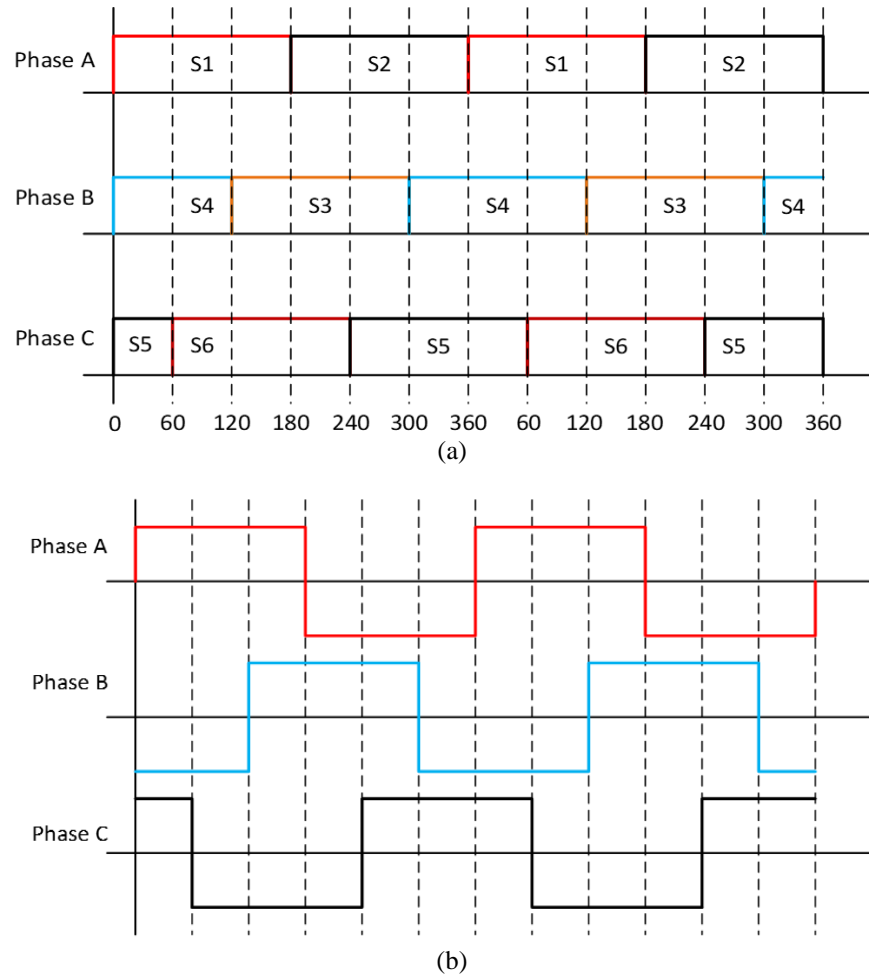 Phase A S1 S2 S1 S2
Phase B S4 S3 S4 S3 S4
Phase C S5 S6 S5 S6 S5
0 60 120 180 240 300 360 60 120 180 240 300 360
(a)
Phase A
Phase B
Phase C
(b)